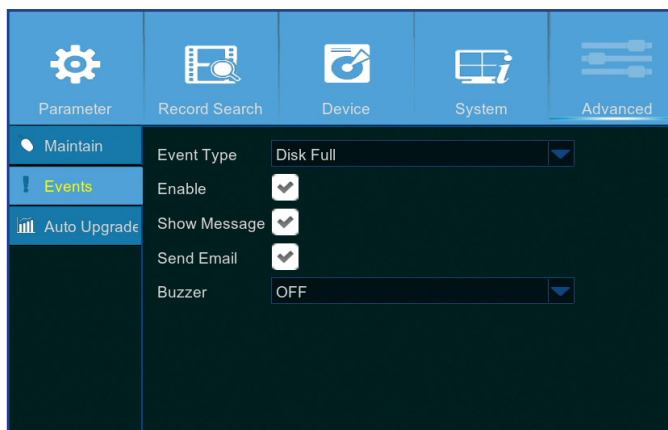 Parameter
Record Search
Device
System
Advanced
Maintain
Events
Auto Upgrade
Event Type Disk Full
Enable
Show Message
Send Email
Buzzer OFF